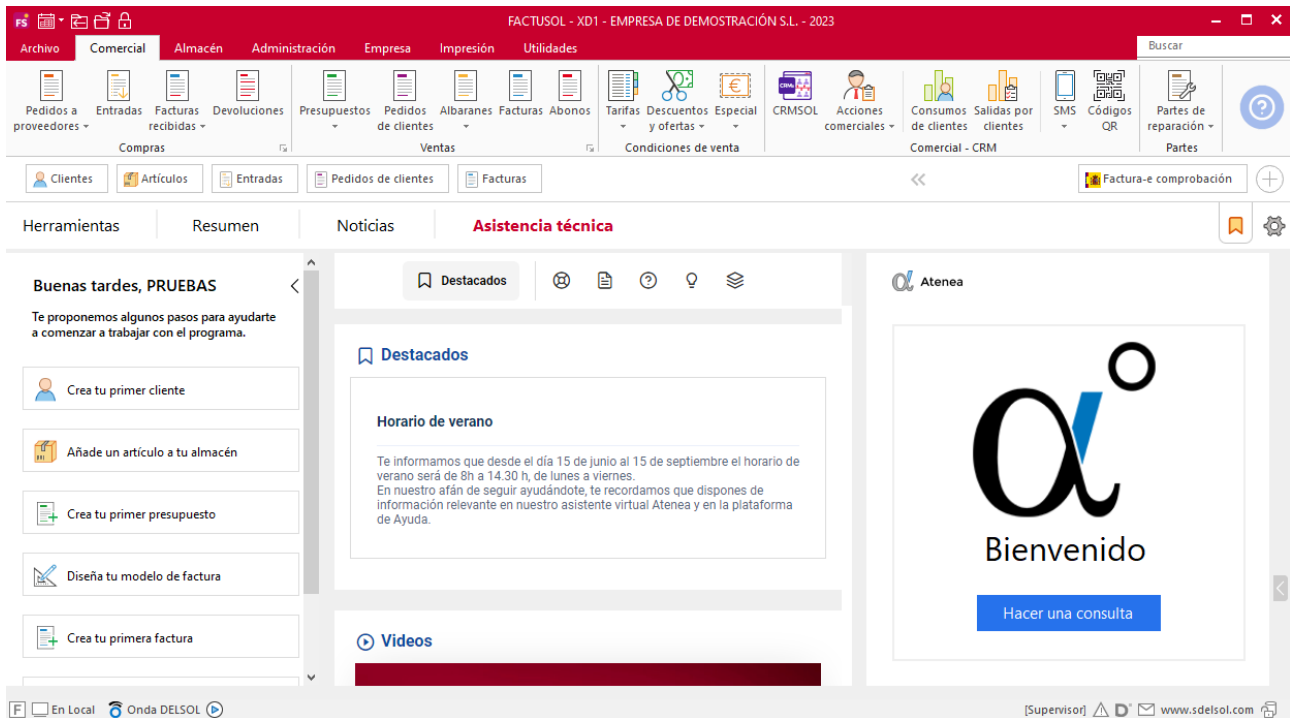 FS
FACTUSOL - XD1 - EMPRESA DE DEMOSTRACIÓN S.L. - 2023
Archivo Comercial Almacén Administración Empresa Impresión Utilidades Buscar
Pedidos a proveedores
Entradas
Facturas recibidas
Devoluciones
Presupuestos
Pedidos de clientes
Albaranes
Facturas
Abonos
Tarifas
Descuentos y ofertas
Especial
CRMSOL
Acciones comerciales
Consumos de clientes
Salidas por clientes
SMS
Códigos QR
Partes de reparación
Compras Ventas Condiciones de venta Comercial - CRM Partes
Clientes Artículos Entradas Pedidos de clientes Facturas Factura-e comprobación
Herramientas Resumen Noticias Asistencia técnica
Buenas tardes, PRUEBAS
Te proponemos algunos pasos para ayudarte
a comenzar a trabajar con el programa.
Crea tu primer cliente
Añade un artículo a tu almacén
Crea tu primer presupuesto
Diseña tu modelo de factura
Crea tu primera factura
Destacados
Destacados
Horario de verano
Te informamos que desde el día 15 de junio al 15 de septiembre el horario de
verano será de 8h a 14.30 h, de lunes a viernes.
En nuestro afán de seguir ayudándote, te recordamos que dispones de
información relevante en nuestro asistente virtual Atenea y en la plataforma
de Ayuda.
Videos
Atenea
Bienvenido
Hacer una consulta
F En Local Onda DELSOL [Supervisor] D www.sdelsol.com